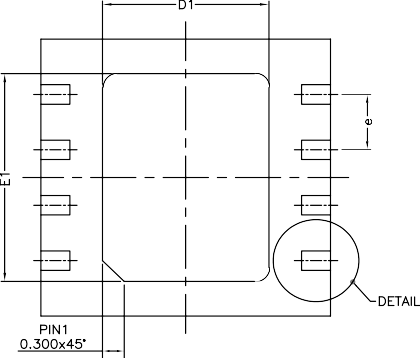 D1
e
E1
DETAIL
PIN1
0.300x45°